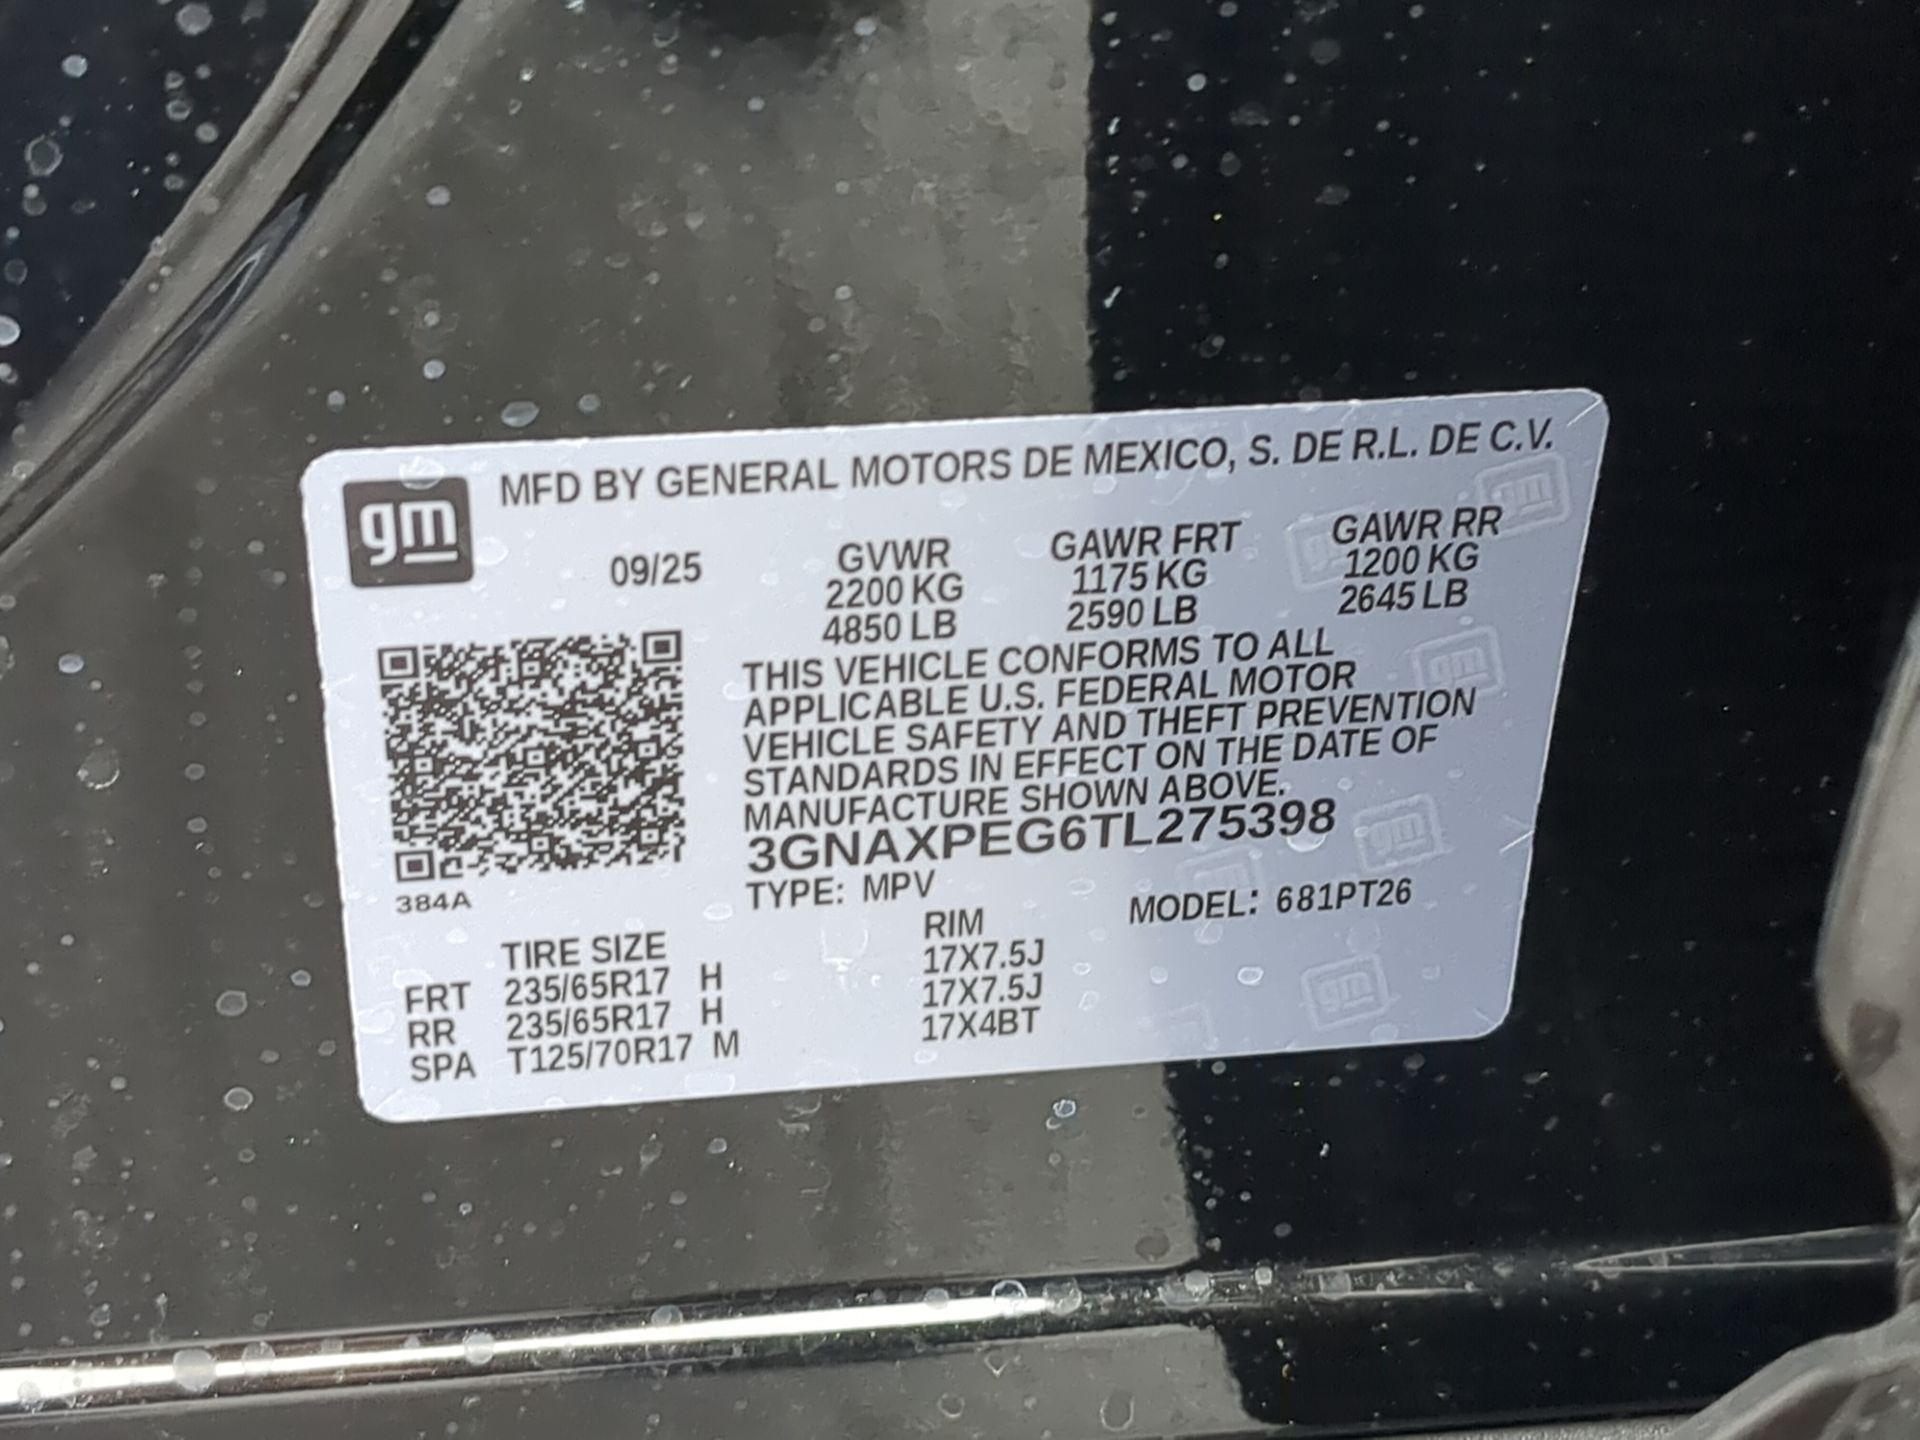 MFD BY GENERAL MOTORS DE MEXICO, S. DE R.L. DE C.V.
gm
09/25 GVWR GAWR FRT GAWR RR
2200 KG 1175 KG 1200 KG
4850 LB 2590 LB 2645 LB
THIS VEHICLE CONFORMS TO ALL
APPLICABLE U.S. FEDERAL MOTOR
VEHICLE SAFETY AND THEFT PREVENTION
STANDARDS IN EFFECT ON THE DATE OF
MANUFACTURE SHOWN ABOVE.
3GNAXPEG6TL275398
384A
TYPE: MPV MODEL: 681PT26
TIRE SIZE RIM
FRT 235/65R17 H 17X7.5J
RR 235/65R17 H 17X7.5J
SPA T125/70R17 M 17X4BT